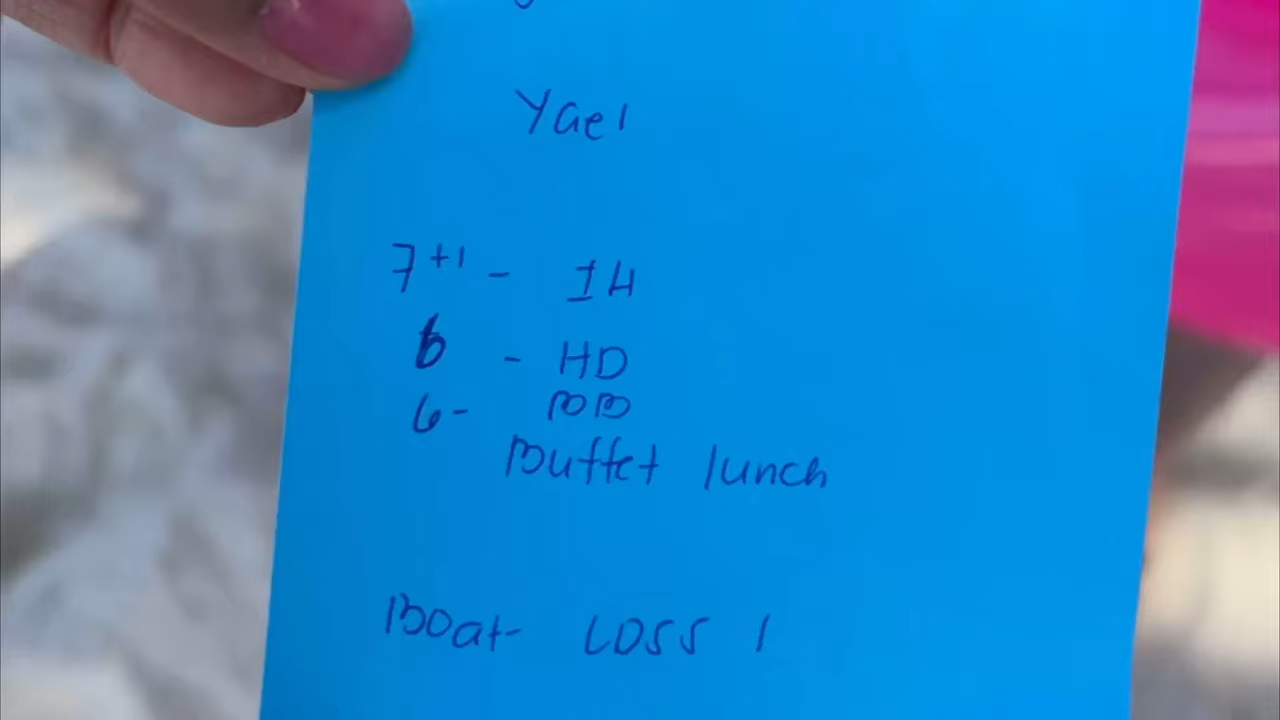 Yael
7+1 - IH
6 - HD
6- BB
Buffet lunch
Boat- LOSS 1